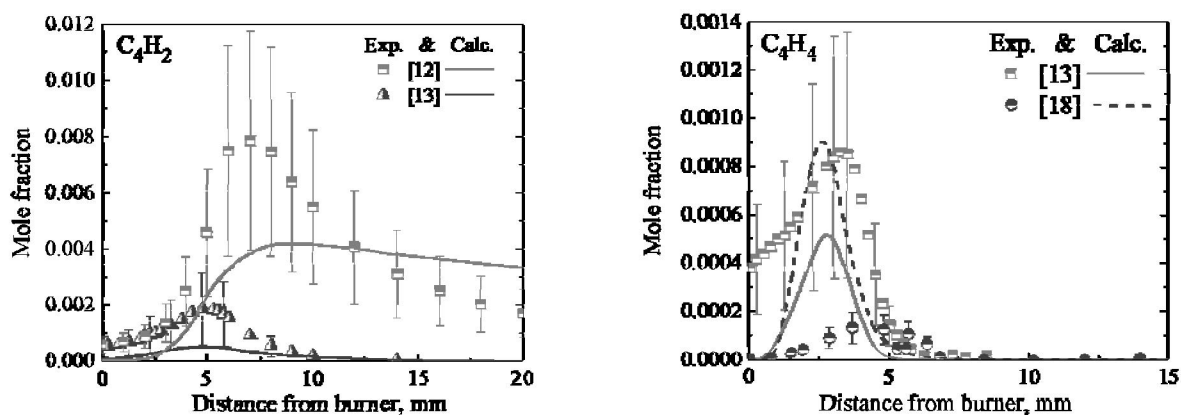 C4H2
Exp. & Calc.
[12]
[13]
0.012
0.010
0.008
0.006
0.004
0.002
0.000
Mole fraction
0 5 10 15 20
Distance from burner, mm
C4H4
Exp. & Calc.
[13]
[18]
0.0014
0.0012
0.0010
0.0008
0.0006
0.0004
0.0002
0.0000
Mole fraction
0 5 10 15
Distance from burner, mm